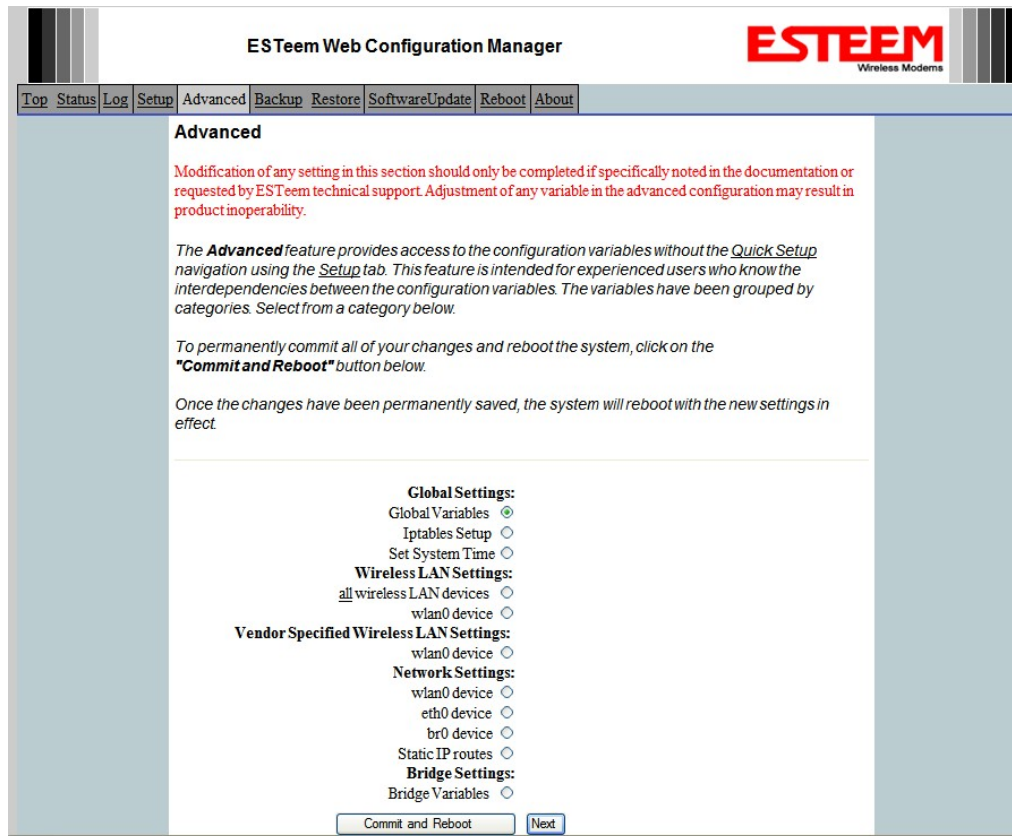 ESTeem Web Configuration Manager
ESTEEM
Wireless Modems
Top Status Log Setup Advanced Backup Restore SoftwareUpdate Reboot About
Advanced
Modification of any setting in this section should only be completed if specifically noted in the documentation or
requested by ESTeem technical support. Adjustment of any variable in the advanced configuration may result in
product inoperability.
The Advanced feature provides access to the configuration variables without the Quick Setup
navigation using the Setup tab. This feature is intended for experienced users who know the
interdependencies between the configuration variables. The variables have been grouped by
categories. Select from a category below.
To permanently commit all of your changes and reboot the system, click on the
"Commit and Reboot" button below.
Once the changes have been permanently saved, the system will reboot with the new settings in
effect.
Global Settings:
Global Variables
Iptables Setup
Set System Time
Wireless LAN Settings:
all wireless LAN devices
wlan0 device
Vendor Specified Wireless LAN Settings:
wlan0 device
Network Settings:
wlan0 device
eth0 device
br0 device
Static IP routes
Bridge Settings:
Bridge Variables
Commit and Reboot Next